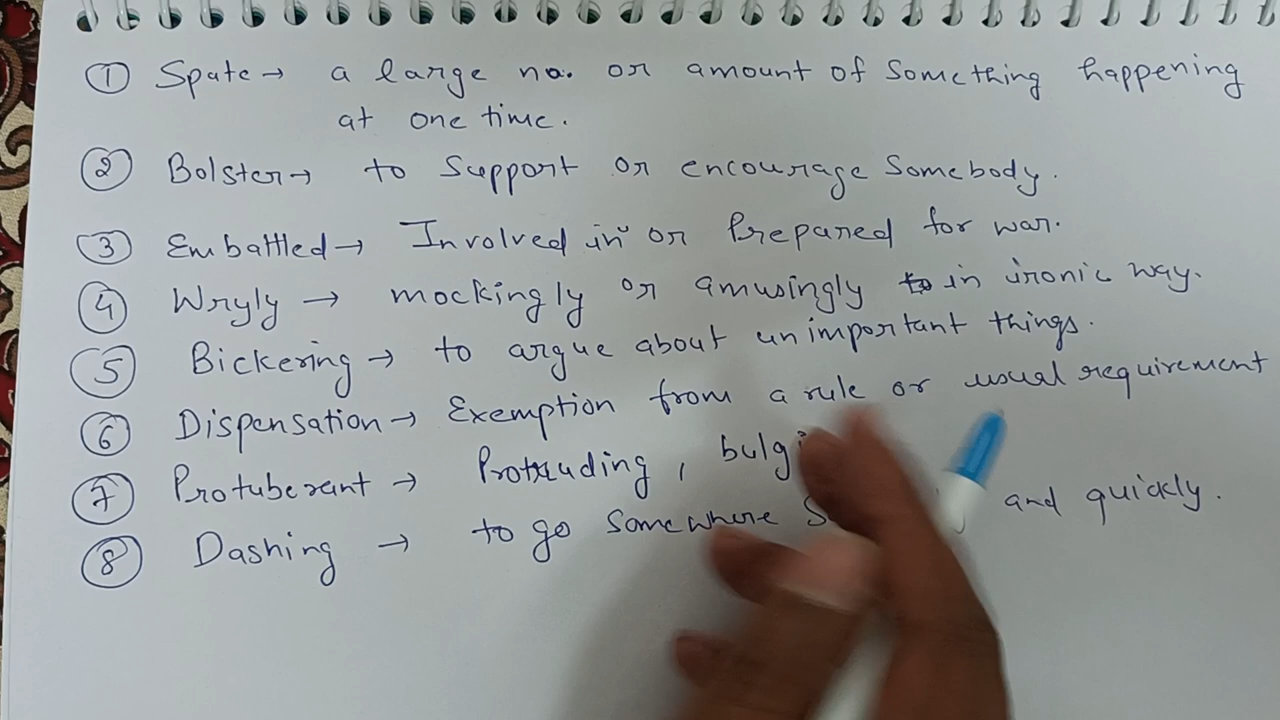 ① Spate → a large no. or amount of something happening
at one time.
② Bolster → to support or encourage somebody.
③ Embattled → Involved in or Prepared for war.
④ Wryly → mockingly or amusingly in ironic way.
⑤ Bickering → to argue about unimportant things.
⑥ Dispensation → Exemption from a rule or usual requirement
⑦ Protuberant → Protruding,
⑧ Dashing → to go somewhere and quickly.